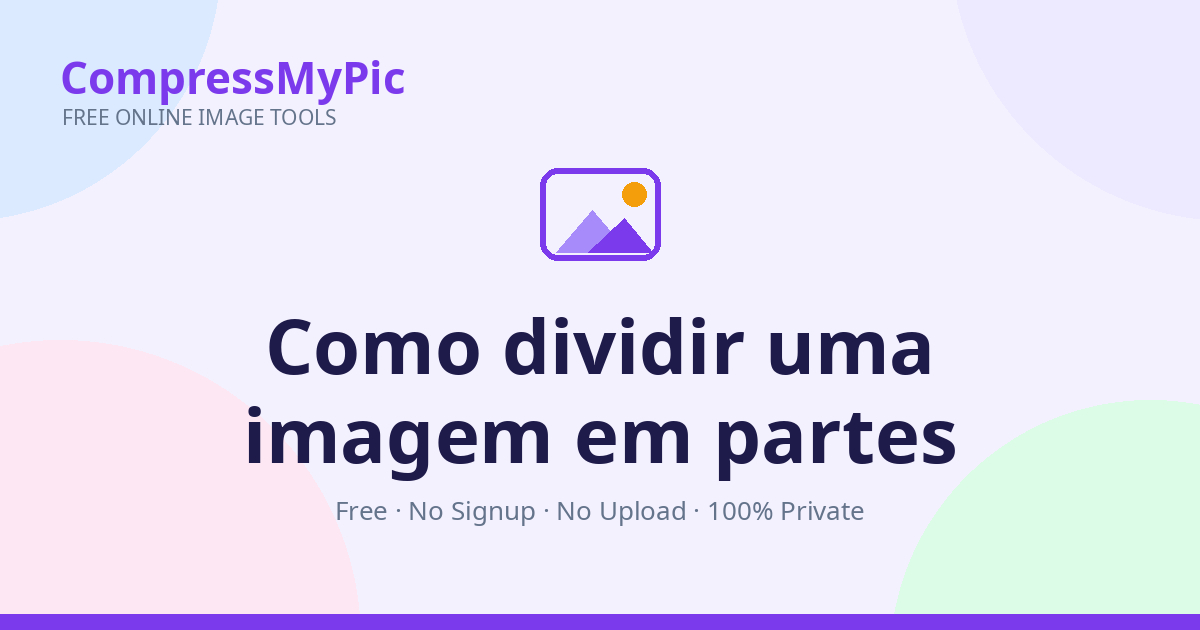 CompressMyPic
FREE ONLINE IMAGE TOOLS
Como dividir uma
imagem em partes
Free · No Signup · No Upload · 100% Private